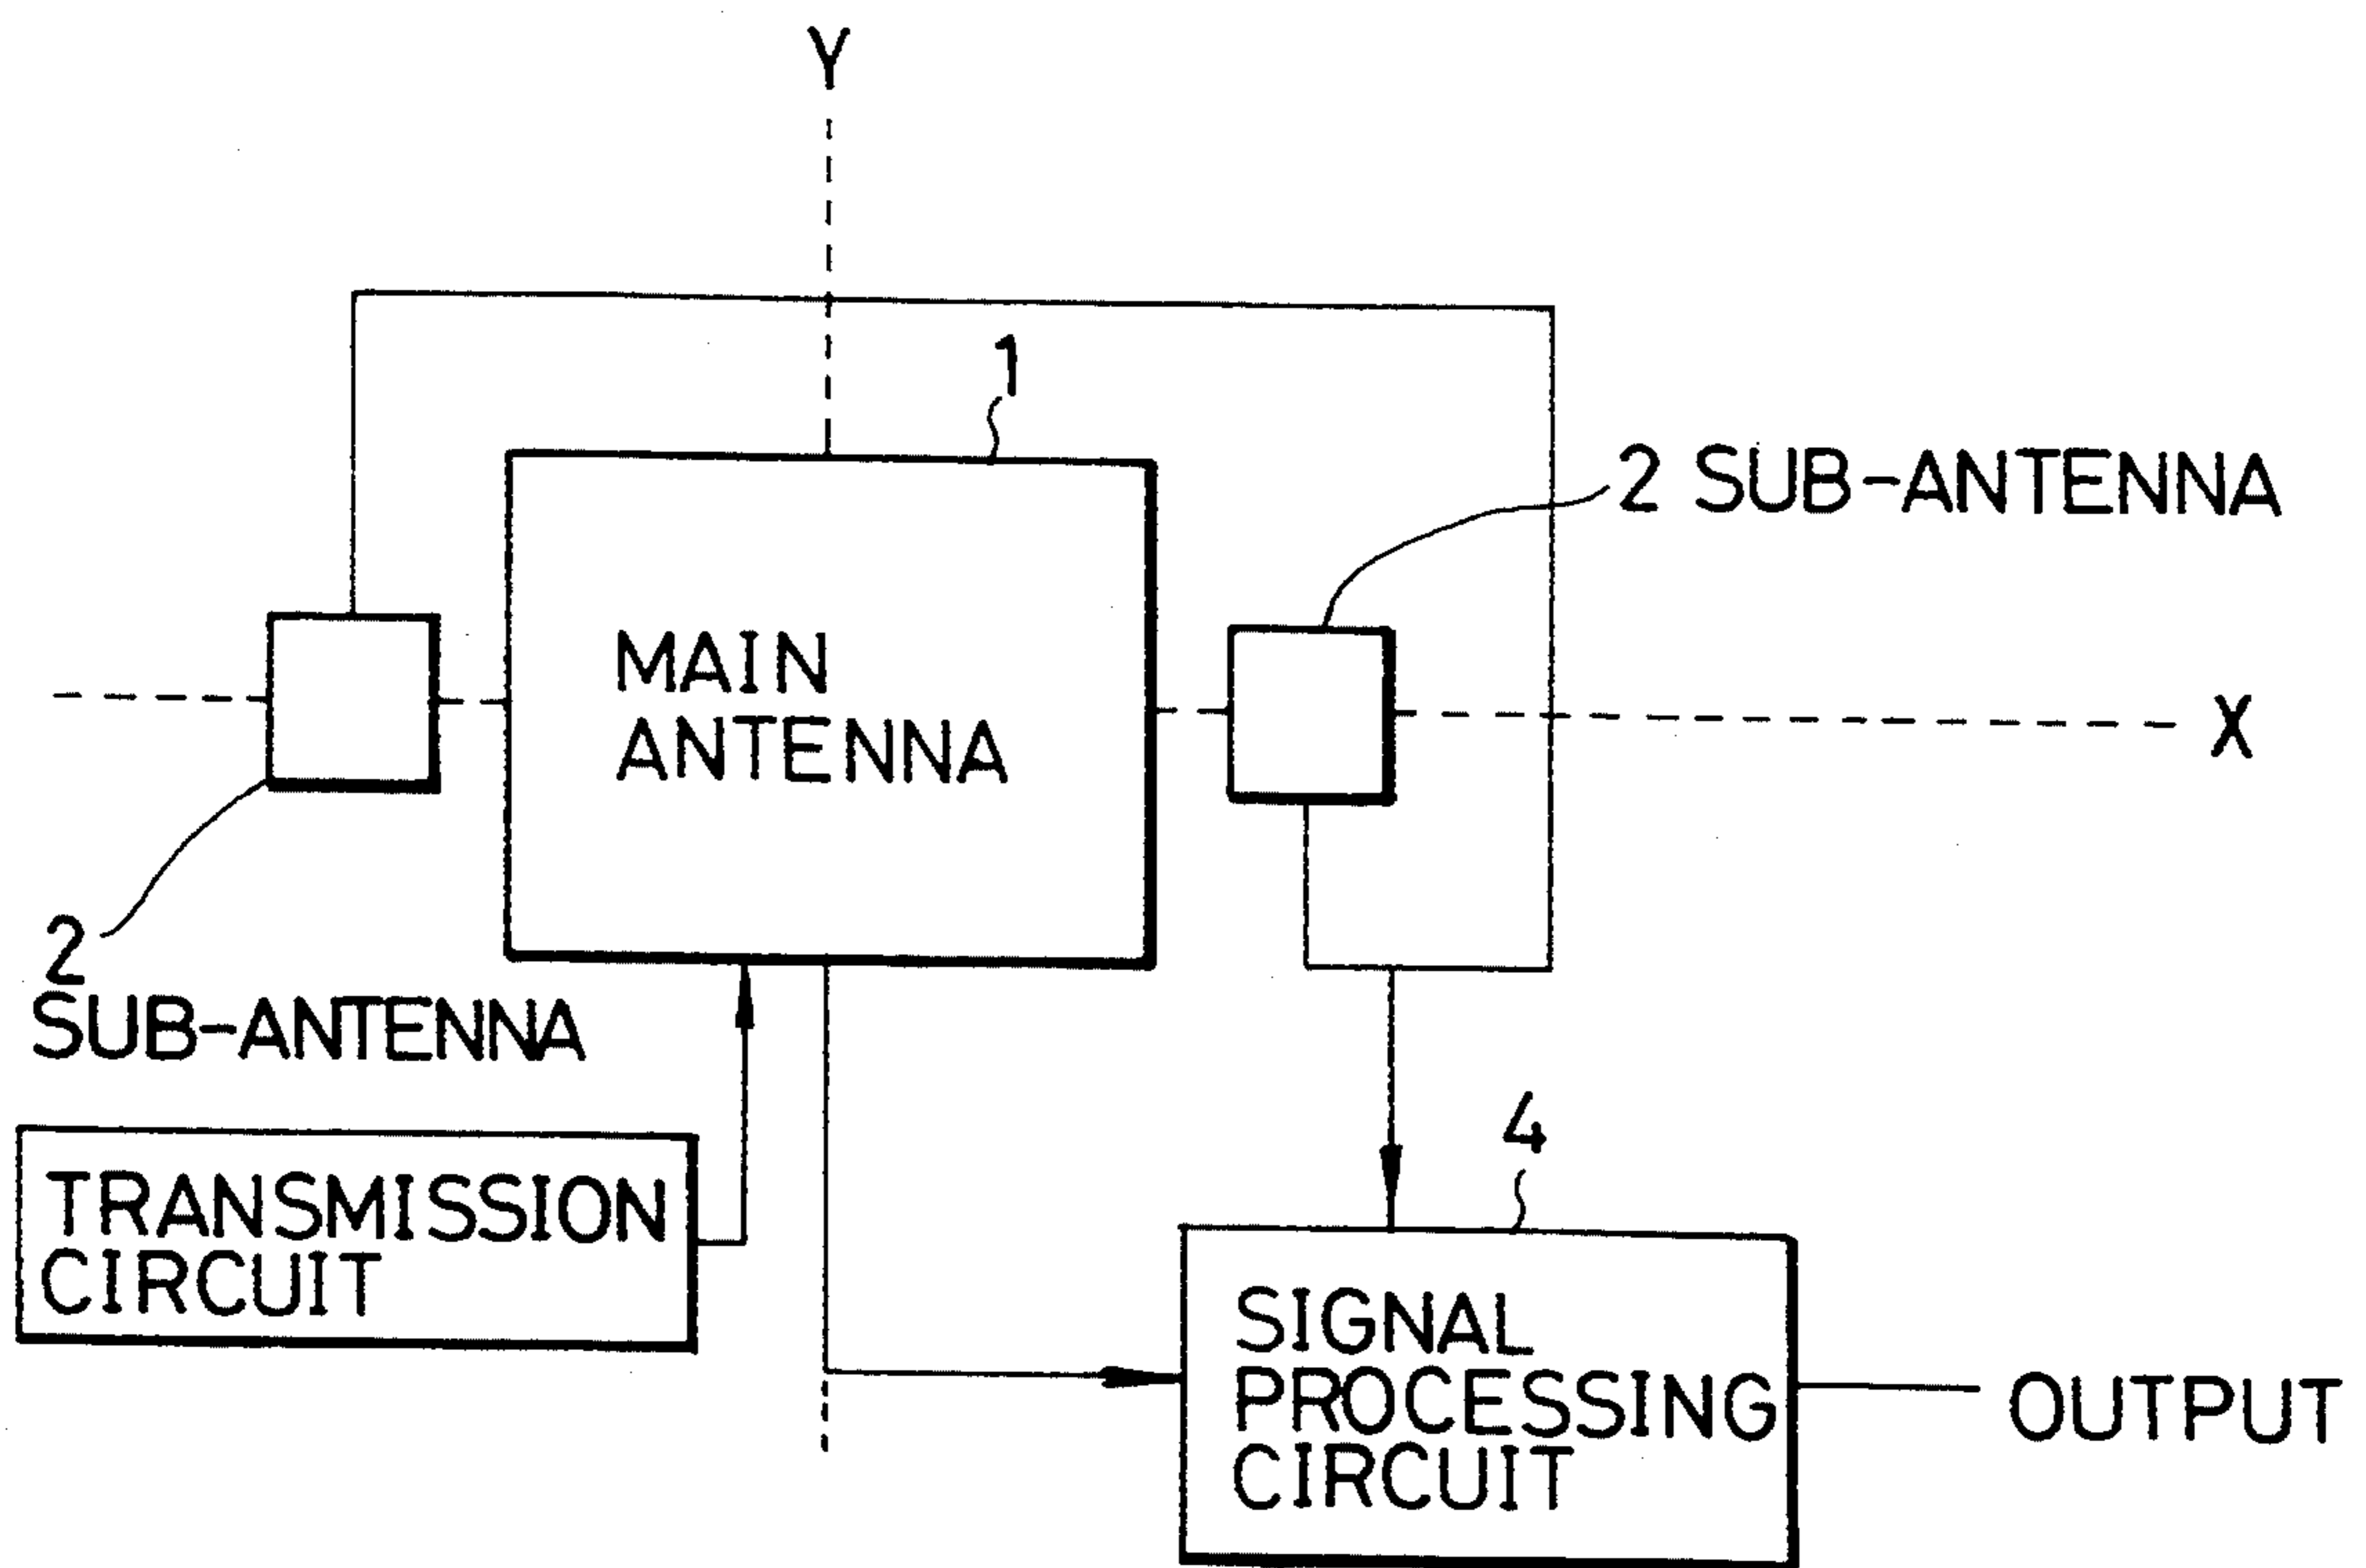 Y
1
2 SUB-ANTENNA
MAIN
ANTENNA
X
2
SUB-ANTENNA
TRANSMISSION
CIRCUIT
4
SIGNAL
PROCESSING
CIRCUIT
OUTPUT